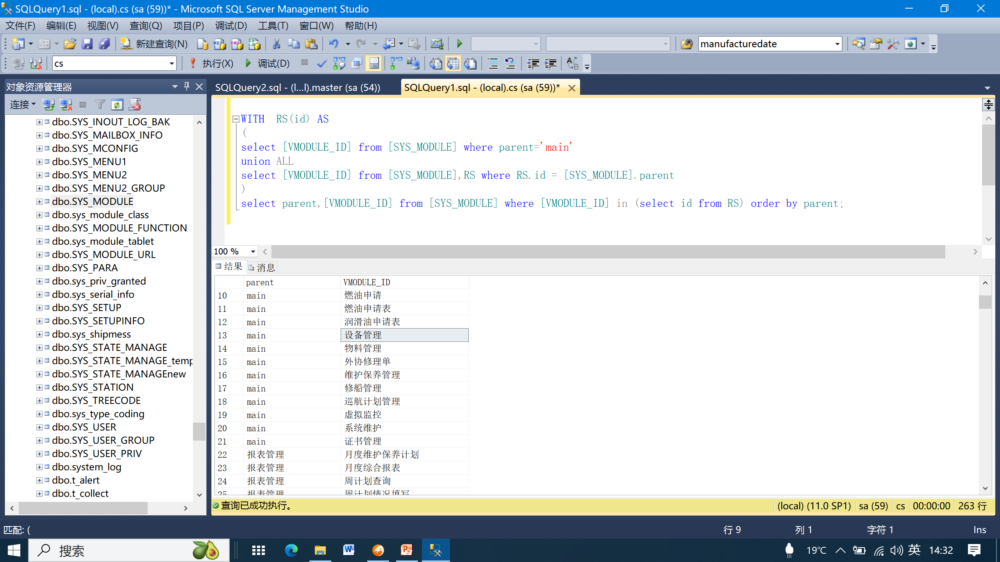 SQLQuery1.sql - (local).cs (sa (59))* - Microsoft SQL Server Management Studio
文件(F) 编辑(E) 视图(V) 查询(Q) 项目(P) 调试(D) 工具(T) 窗口(W) 帮助(H)
新建查询(N) manufacturedate
cs 执行(X) 调试(D)
对象资源管理器
连接
dbo.SYS_INOUT_LOG_BAK
dbo.SYS_MAILBOX_INFO
dbo.SYS_MCONFIG
dbo.SYS_MENU1
dbo.SYS_MENU2
dbo.SYS_MENU2_GROUP
dbo.SYS_MODULE
dbo.sys_module_class
dbo.SYS_MODULE_FUNCTION
dbo.sys_module_tablet
dbo.SYS_MODULE_URL
dbo.SYS_PARA
dbo.sys_priv_granted
dbo.sys_serial_info
dbo.SYS_SETUP
dbo.SYS_SETUPINFO
dbo.sys_shipmess
dbo.SYS_STATE_MANAGE
dbo.SYS_STATE_MANAGE_temp
dbo.SYS_STATE_MANAGEnew
dbo.SYS_STATION
dbo.SYS_TREECODE
dbo.sys_type_coding
dbo.SYS_USER
dbo.SYS_USER_GROUP
dbo.SYS_USER_PRIV
dbo.system_log
dbo.t_alert
dbo.t_collect
SQLQuery2.sql - (l...l).master (sa (54)) SQLQuery1.sql - (local).cs (sa (59))*
WITH  RS(id) AS
(
select [VMODULE_ID] from [SYS_MODULE] where parent='main'
union ALL
select [VMODULE_ID] from [SYS_MODULE],RS where RS.id = [SYS_MODULE].parent
)
select parent,[VMODULE_ID] from [SYS_MODULE] where [VMODULE_ID] in (select id from RS) order by parent;
100 %
结果 消息
parent VMODULE_ID
10 main 燃油申请
11 main 燃油申请表
12 main 润滑油申请表
13 main 设备管理
14 main 物料管理
15 main 外协修理单
16 main 维护保养管理
17 main 修船管理
18 main 巡航计划管理
19 main 虚拟监控
20 main 系统维护
21 main 证书管理
22 报表管理 月度维护保养计划
23 报表管理 月度综合报表
24 报表管理 周计划查询
25 报表管理 周计划情况填写
查询已成功执行。 (local) (11.0 SP1) sa (59) cs 00:00:00 263 行
匹配: ( 行 9 列 1 字符 1 Ins
搜索 19℃ 英 14:32